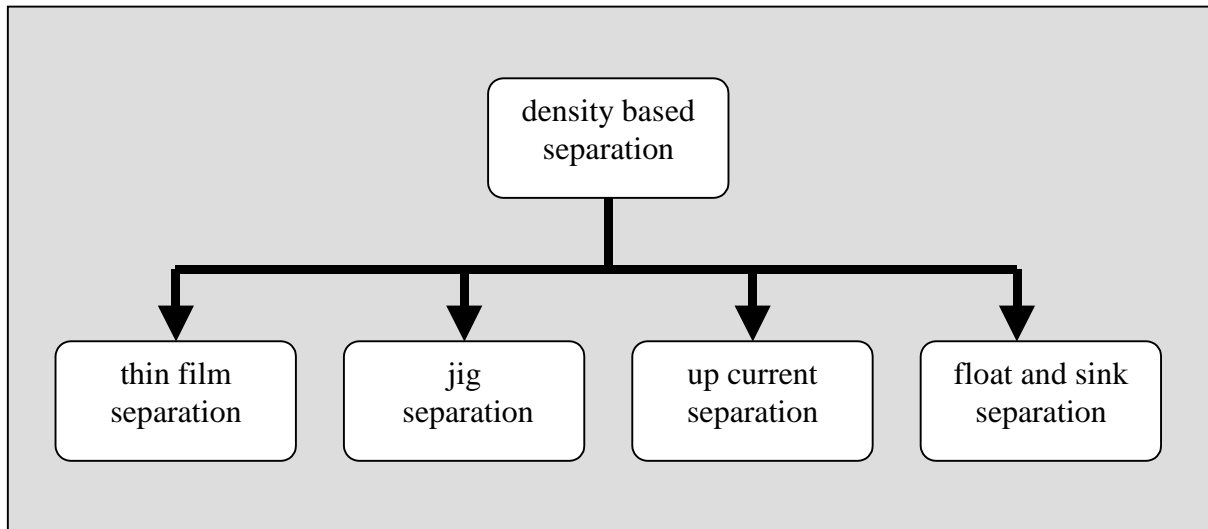 density based
separation
thin film
separation
jig
separation
up current
separation
float and sink
separation